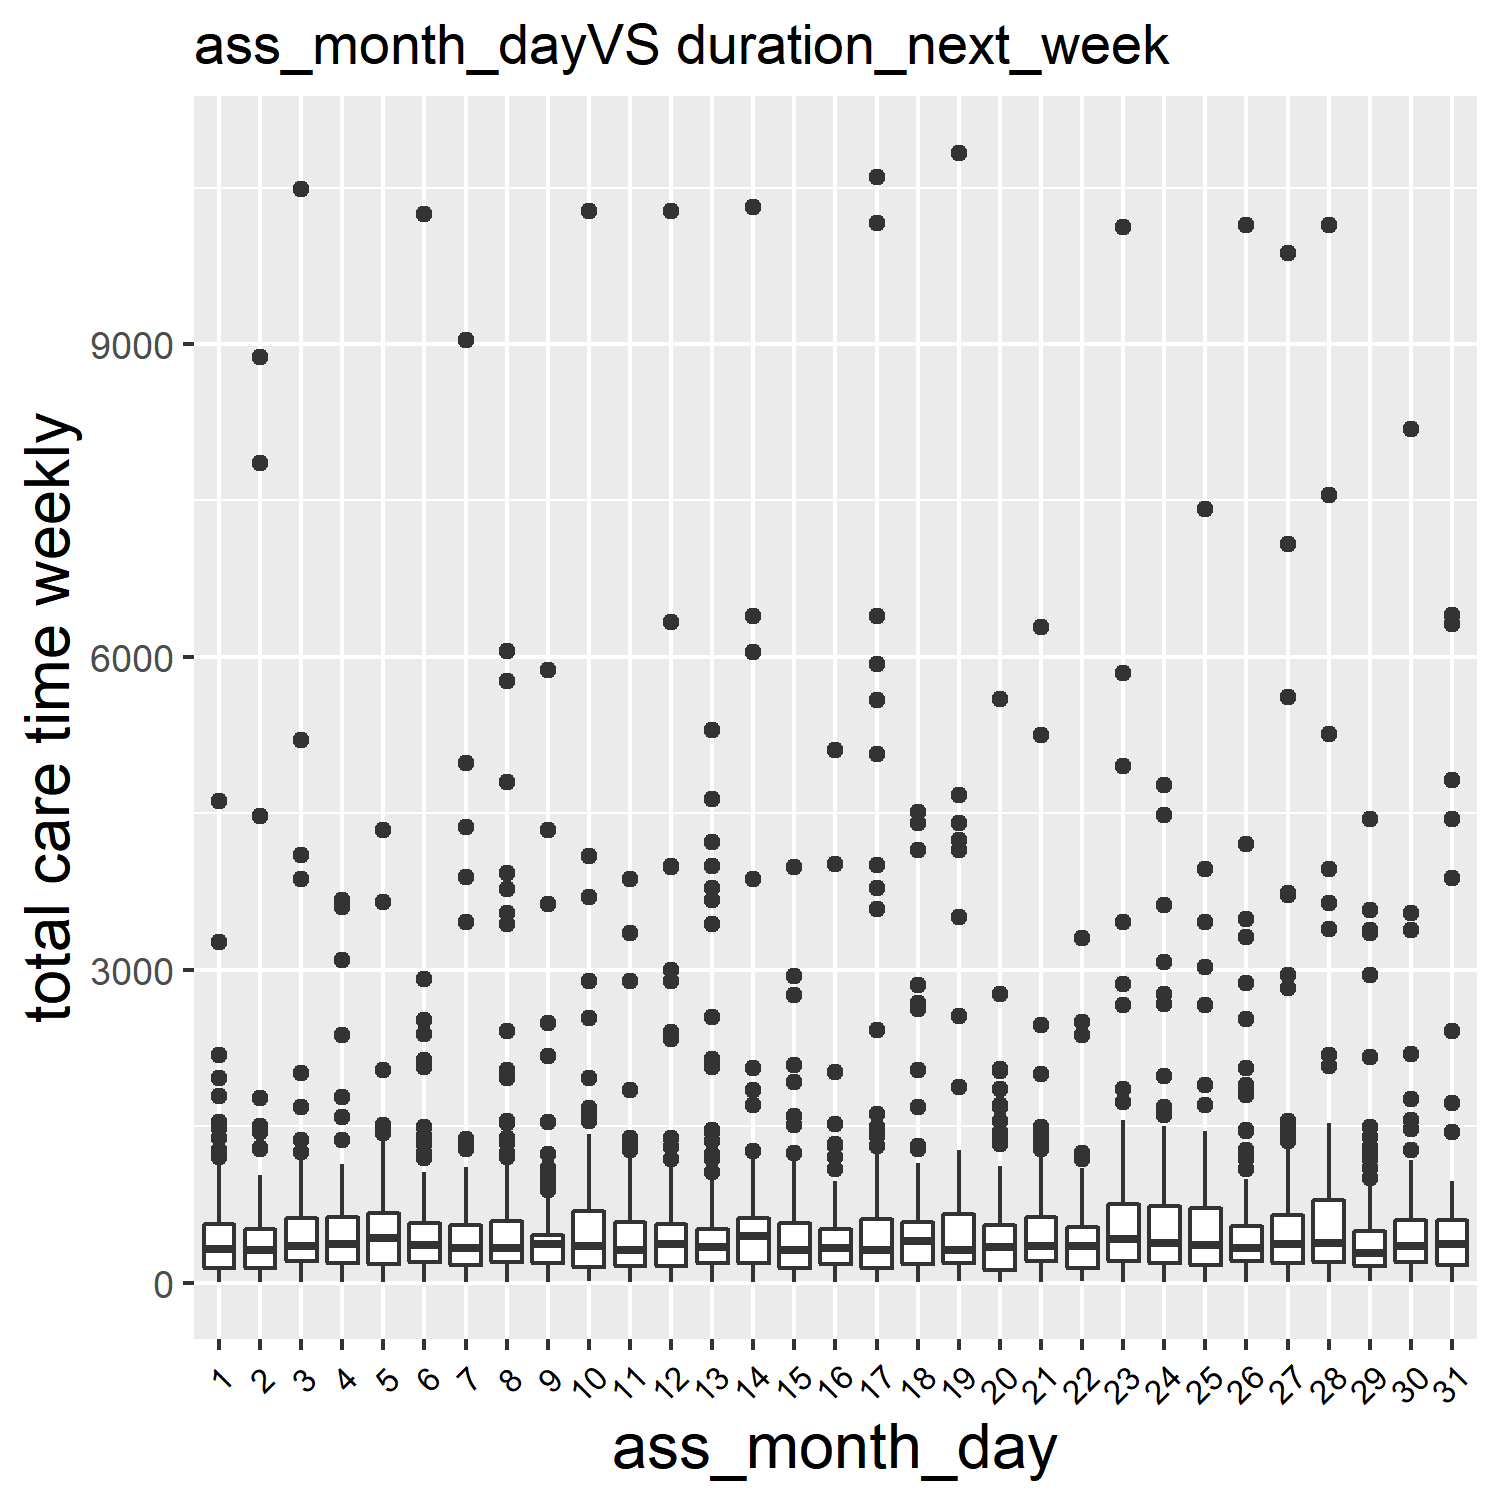 ass_month_dayVS duration_next_week
total care time weekly
9000
6000
3000
0
1 2 3 4 5 6 7 8 9 10 11 12 13 14 15 16 17 18 19 20 21 22 23 24 25 26 27 28 29 30 31
ass_month_day